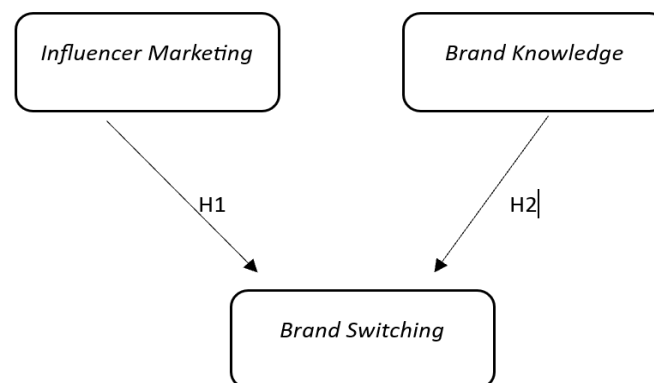 Influencer Marketing
Brand Knowledge
H1
H2
Brand Switching